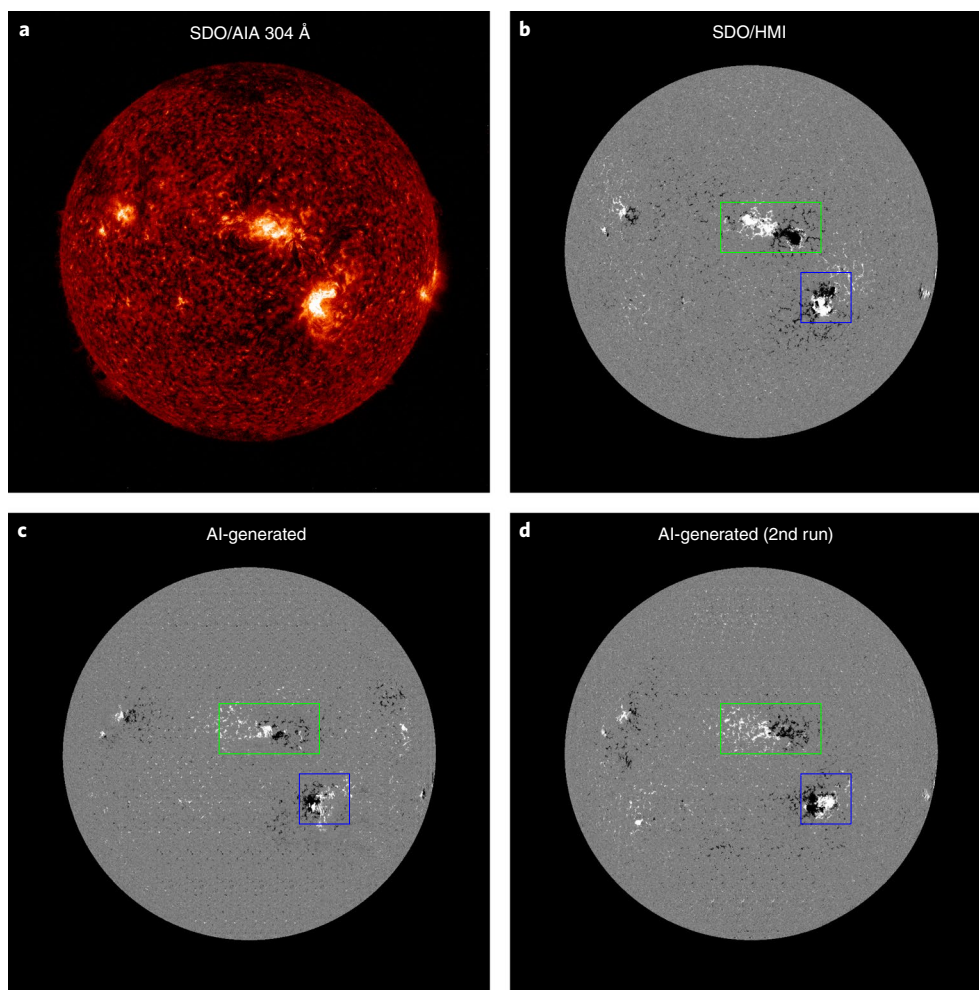 a
SDO/AIA 304 Å
b
SDO/HMI
c
AI-generated
d
AI-generated (2nd run)